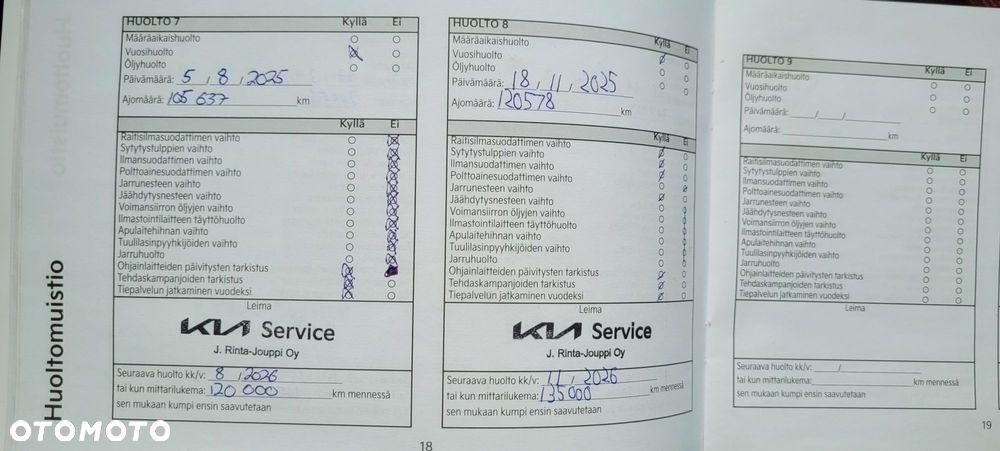 Huoltomuistio
HUOLTO 7 Kyllä Ei
Määräaikaishuolto
Vuosihuolto
Öljyhuolto
Päivämäärä: 5 / 8 / 2025
Ajomäärä: 105 637 km
Kyllä Ei
Raitisilmasuodattimen vaihto
Sytytystulppien vaihto
Ilmansuodattimen vaihto
Polttoainesuodattimen vaihto
Jarrunesteen vaihto
Jäähdytysnesteen vaihto
Voimansiirron öljyjen vaihto
Ilmastointilaitteen täyttöhuolto
Apulaitehihnan vaihto
Tuulilasinpyyhkijöiden vaihto
Jarruhuolto
Ohjainlaitteiden päivitysten tarkistus
Tehdaskampanjoiden tarkistus
Tiepalvelun jatkaminen vuodeksi
Leima
KIA Service
J. Rinta-Jouppi Oy
Seuraava huolto kk/v: 8 / 2026
tai kun mittarilukema: 120 000 km mennessä
sen mukaan kumpi ensin saavutetaan
18
HUOLTO 8 Kyllä Ei
Määräaikaishuolto
Vuosihuolto
Öljyhuolto
Päivämäärä: 18 / 11 / 2025
Ajomäärä: 120578 km
Kyllä Ei
Raitisilmasuodattimen vaihto
Sytytystulppien vaihto
Ilmansuodattimen vaihto
Polttoainesuodattimen vaihto
Jarrunesteen vaihto
Jäähdytysnesteen vaihto
Voimansiirron öljyjen vaihto
Ilmastointilaitteen täyttöhuolto
Apulaitehihnan vaihto
Tuulilasinpyyhkijöiden vaihto
Jarruhuolto
Ohjainlaitteiden päivitysten tarkistus
Tehdaskampanjoiden tarkistus
Tiepalvelun jatkaminen vuodeksi
Leima
KIA Service
J. Rinta-Jouppi Oy
Seuraava huolto kk/v: 11 / 2026
tai kun mittarilukema: 135000 km mennessä
sen mukaan kumpi ensin saavutetaan
HUOLTO 9 Kyllä Ei
Määräaikaishuolto
Vuosihuolto
Öljyhuolto
Päivämäärä: / /
Ajomäärä: km
Kyllä Ei
Raitisilmasuodattimen vaihto
Sytytystulppien vaihto
Ilmansuodattimen vaihto
Polttoainesuodattimen vaihto
Jarrunesteen vaihto
Jäähdytysnesteen vaihto
Voimansiirron öljyjen vaihto
Ilmastointilaitteen täyttöhuolto
Apulaitehihnan vaihto
Tuulilasinpyyhkijöiden vaihto
Jarruhuolto
Ohjainlaitteiden päivitysten tarkistus
Tehdaskampanjoiden tarkistus
Tiepalvelun jatkaminen vuodeksi
Leima
Seuraava huolto kk/v: /
tai kun mittarilukema: km mennessä
sen mukaan kumpi ensin saavutetaan
19
OTOMOTO